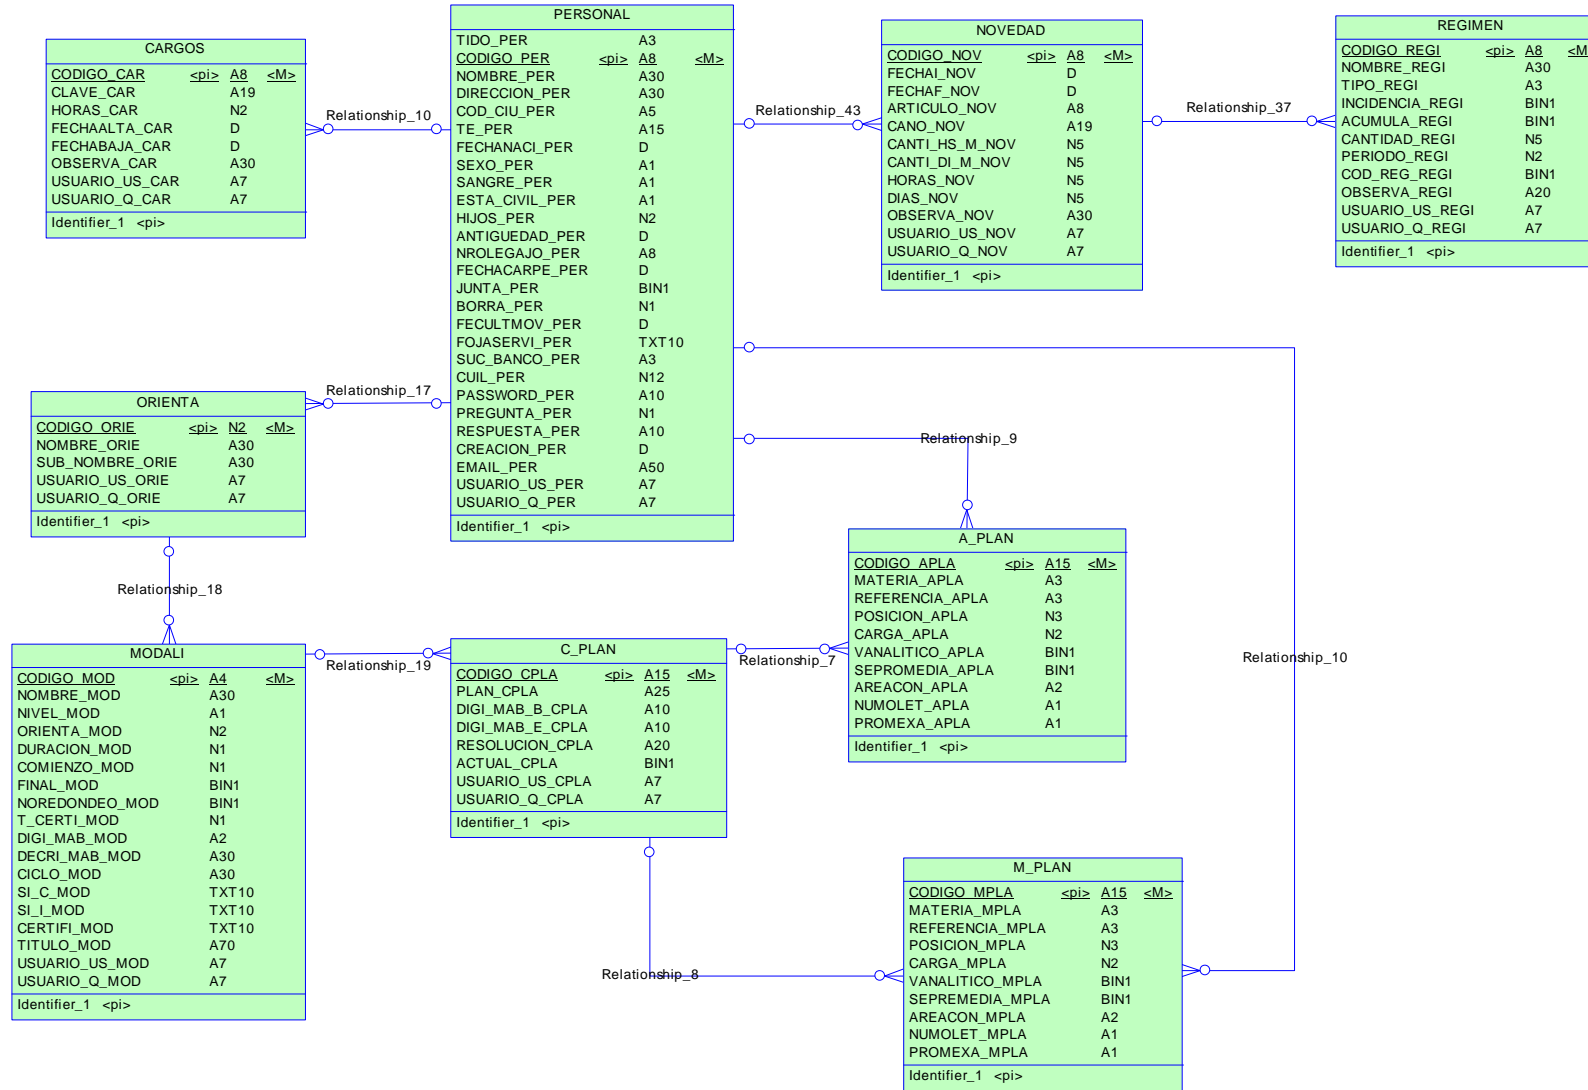 CARGOS
CODIGO_CAR <pi> A8 <M>
CLAVE_CAR A19
HORAS_CAR N2
FECHAALTA_CAR D
FECHABAJA_CAR D
OBSERVA_CAR A30
USUARIO_US_CAR A7
USUARIO_Q_CAR A7
Identifier_1 <pi>
Relationship_10
PERSONAL
TIDO_PER A3
CODIGO_PER <pi> A8 <M>
NOMBRE_PER A30
DIRECCION_PER A30
COD_CIU_PER A5
TE_PER A15
FECHANACI_PER D
SEXO_PER A1
SANGRE_PER A1
ESTA_CIVIL_PER A1
HIJOS_PER N2
ANTIGUEDAD_PER D
NROLEGAJO_PER A8
FECHACARPE_PER D
JUNTA_PER BIN1
BORRA_PER N1
FECULTMOV_PER D
FOJASERVI_PER TXT10
SUC_BANCO_PER A3
CUIL_PER N12
PASSWORD_PER A10
PREGUNTA_PER N1
RESPUESTA_PER A10
CREACION_PER D
EMAIL_PER A50
USUARIO_US_PER A7
USUARIO_Q_PER A7
Identifier_1 <pi>
Relationship_43
NOVEDAD
CODIGO_NOV <pi> A8 <M>
FECHAI_NOV D
FECHAF_NOV D
ARTICULO_NOV A8
CANO_NOV A19
CANTI_HS_M_NOV N5
CANTI_DI_M_NOV N5
HORAS_NOV N5
DIAS_NOV N5
OBSERVA_NOV A30
USUARIO_US_NOV A7
USUARIO_Q_NOV A7
Identifier_1 <pi>
Relationship_37
REGIMEN
CODIGO_REGI <pi> A8 <M
NOMBRE_REGI A30
TIPO_REGI A3
INCIDENCIA_REGI BIN1
ACUMULA_REGI BIN1
CANTIDAD_REGI N5
PERIODO_REGI N2
COD_REG_REGI BIN1
OBSERVA_REGI A20
USUARIO_US_REGI A7
USUARIO_Q_REGI A7
Identifier_1 <pi>
Relationship_17
ORIENTA
CODIGO_ORIE <pi> N2 <M>
NOMBRE_ORIE A30
SUB_NOMBRE_ORIE A30
USUARIO_US_ORIE A7
USUARIO_Q_ORIE A7
Identifier_1 <pi>
Relationship_9
Relationship_18
A_PLAN
CODIGO_APLA <pi> A15 <M>
MATERIA_APLA A3
REFERENCIA_APLA A3
POSICION_APLA N3
CARGA_APLA N2
VANALITICO_APLA BIN1
SEPROMEDIA_APLA BIN1
AREACON_APLA A2
NUMOLET_APLA A1
PROMEXA_APLA A1
Identifier_1 <pi>
MODALI
CODIGO_MOD <pi> A4 <M>
NOMBRE_MOD A30
NIVEL_MOD A1
ORIENTA_MOD N2
DURACION_MOD N1
COMIENZO_MOD N1
FINAL_MOD BIN1
NOREDONDEO_MOD BIN1
T_CERTI_MOD N1
DIGI_MAB_MOD A2
DECRI_MAB_MOD A30
CICLO_MOD A30
SI_C_MOD TXT10
SI_I_MOD TXT10
CERTIFI_MOD TXT10
TITULO_MOD A70
USUARIO_US_MOD A7
USUARIO_Q_MOD A7
Identifier_1 <pi>
Relationship_19
C_PLAN
CODIGO_CPLA <pi> A15 <M>
PLAN_CPLA A25
DIGI_MAB_B_CPLA A10
DIGI_MAB_E_CPLA A10
RESOLUCION_CPLA A20
ACTUAL_CPLA BIN1
USUARIO_US_CPLA A7
USUARIO_Q_CPLA A7
Identifier_1 <pi>
Relationship_7
Relationship_10
Relationship_8
M_PLAN
CODIGO_MPLA <pi> A15 <M>
MATERIA_MPLA A3
REFERENCIA_MPLA A3
POSICION_MPLA N3
CARGA_MPLA N2
VANALITICO_MPLA BIN1
SEPREMEDIA_MPLA BIN1
AREACON_MPLA A2
NUMOLET_MPLA A1
PROMEXA_MPLA A1
Identifier_1 <pi>